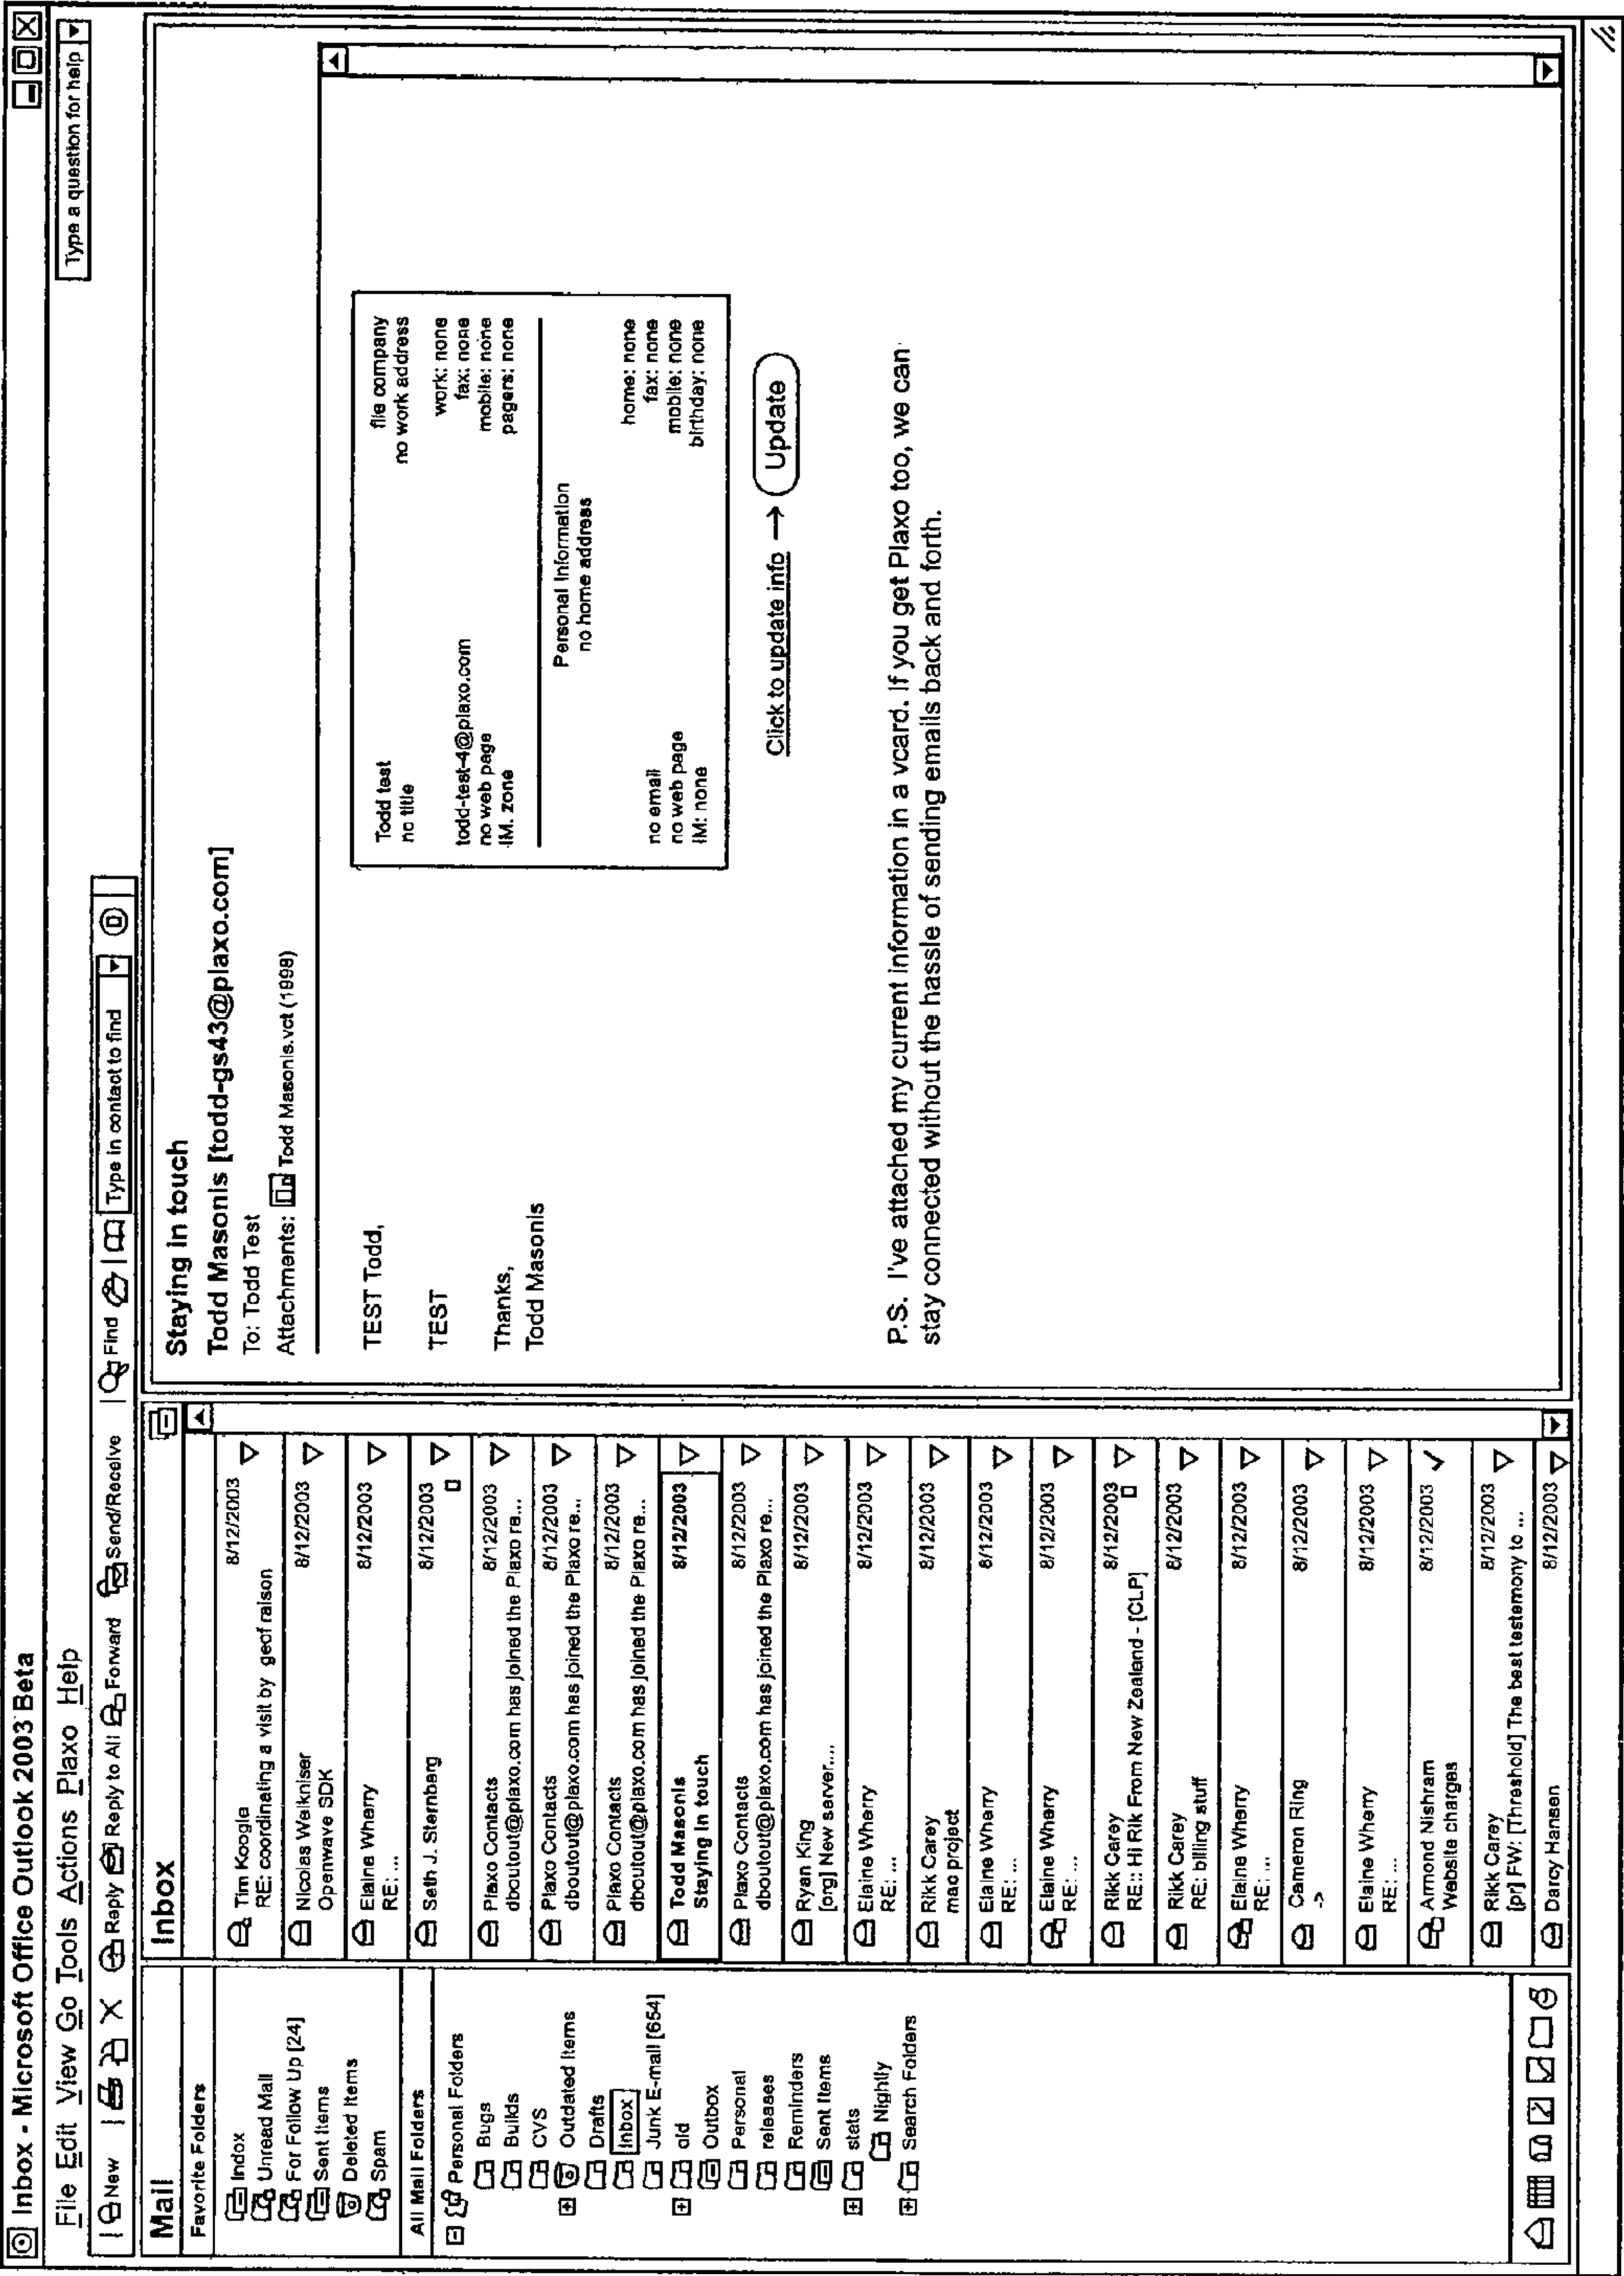 Inbox - Microsoft Office Outlook 2003 Beta
File Edit View Go Tools Actions Plaxo Help
Type a question for help
New Reply Reply to All Forward Send/Receive Find Type in contact to find
Mail
Favorite Folders
Indox
Unread Mail
For Follow Up [24]
Sent Items
Deleted Items
Spam
All Mail Folders
Personal Folders
Bugs
Builds
CVS
Outdated Items
Drafts
Inbox
Junk E-mail [654]
old
Outbox
Personal
releases
Reminders
Sent Items
stats
Nightly
Search Folders
Inbox
Tim Koogle 8/12/2003
RE: coordinating a visit by geof raison
Nicolas Welkniser 8/12/2003
Openwave SDK
Elaine Wherry 8/12/2003
RE: ...
Seth J. Sternberg 8/12/2003
Plaxo Contacts 8/12/2003
dboutout@plaxo.com has joined the Plaxo re...
Plaxo Contacts 8/12/2003
dboutout@plaxo.com has joined the Plaxo re...
Plaxo Contacts 8/12/2003
dboutout@plaxo.com has joined the Plaxo re...
Todd Masonis 8/12/2003
Staying in touch
Plaxo Contacts 8/12/2003
dboutout@plaxo.com has joined the Plaxo re...
Ryan King 8/12/2003
[org] New server....
Elaine Wherry 8/12/2003
RE: ...
Rikk Carey 8/12/2003
mao project
Elaine Wherry 8/12/2003
RE: ...
Elaine Wherry 8/12/2003
RE: ...
Rikk Carey 8/12/2003
RE:: Hi Rik From New Zealand - [CLP]
Rikk Carey 8/12/2003
RE: billing stuff
Elaine Wherry 8/12/2003
RE: ...
Cameron Ring 8/12/2003
->
Elaine Wherry 8/12/2003
RE: ...
Armond Nishram 8/12/2003
Website charges
Rikk Carey 8/12/2003
[pr] FW: [Threshold] The best testemony to ...
Darcy Hansen 8/12/2003
Staying in touch
Todd Masonis [todd-gs43@plaxo.com]
To: Todd Test
Attachments: Todd Masonis.vct (1998)
TEST Todd,
TEST
Thanks,
Todd Masonis
Todd test file company
no title no work address
todd-test-4@plaxo.com work: none
no web page fax: none
IM. zone mobile: none
pagers: none
Personal Information
no home address
no email home: none
no web page fax: none
IM: none mobile: none
birthday: none
Click to update info → Update
P.S. I've attached my current information in a vcard. If you get Plaxo too, we can
stay connected without the hassle of sending emails back and forth.